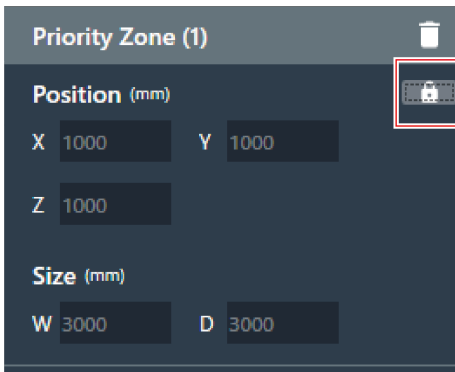 Priority Zone (1)
Position (mm)
X 1000 Y 1000
Z 1000
Size (mm)
W 3000 D 3000